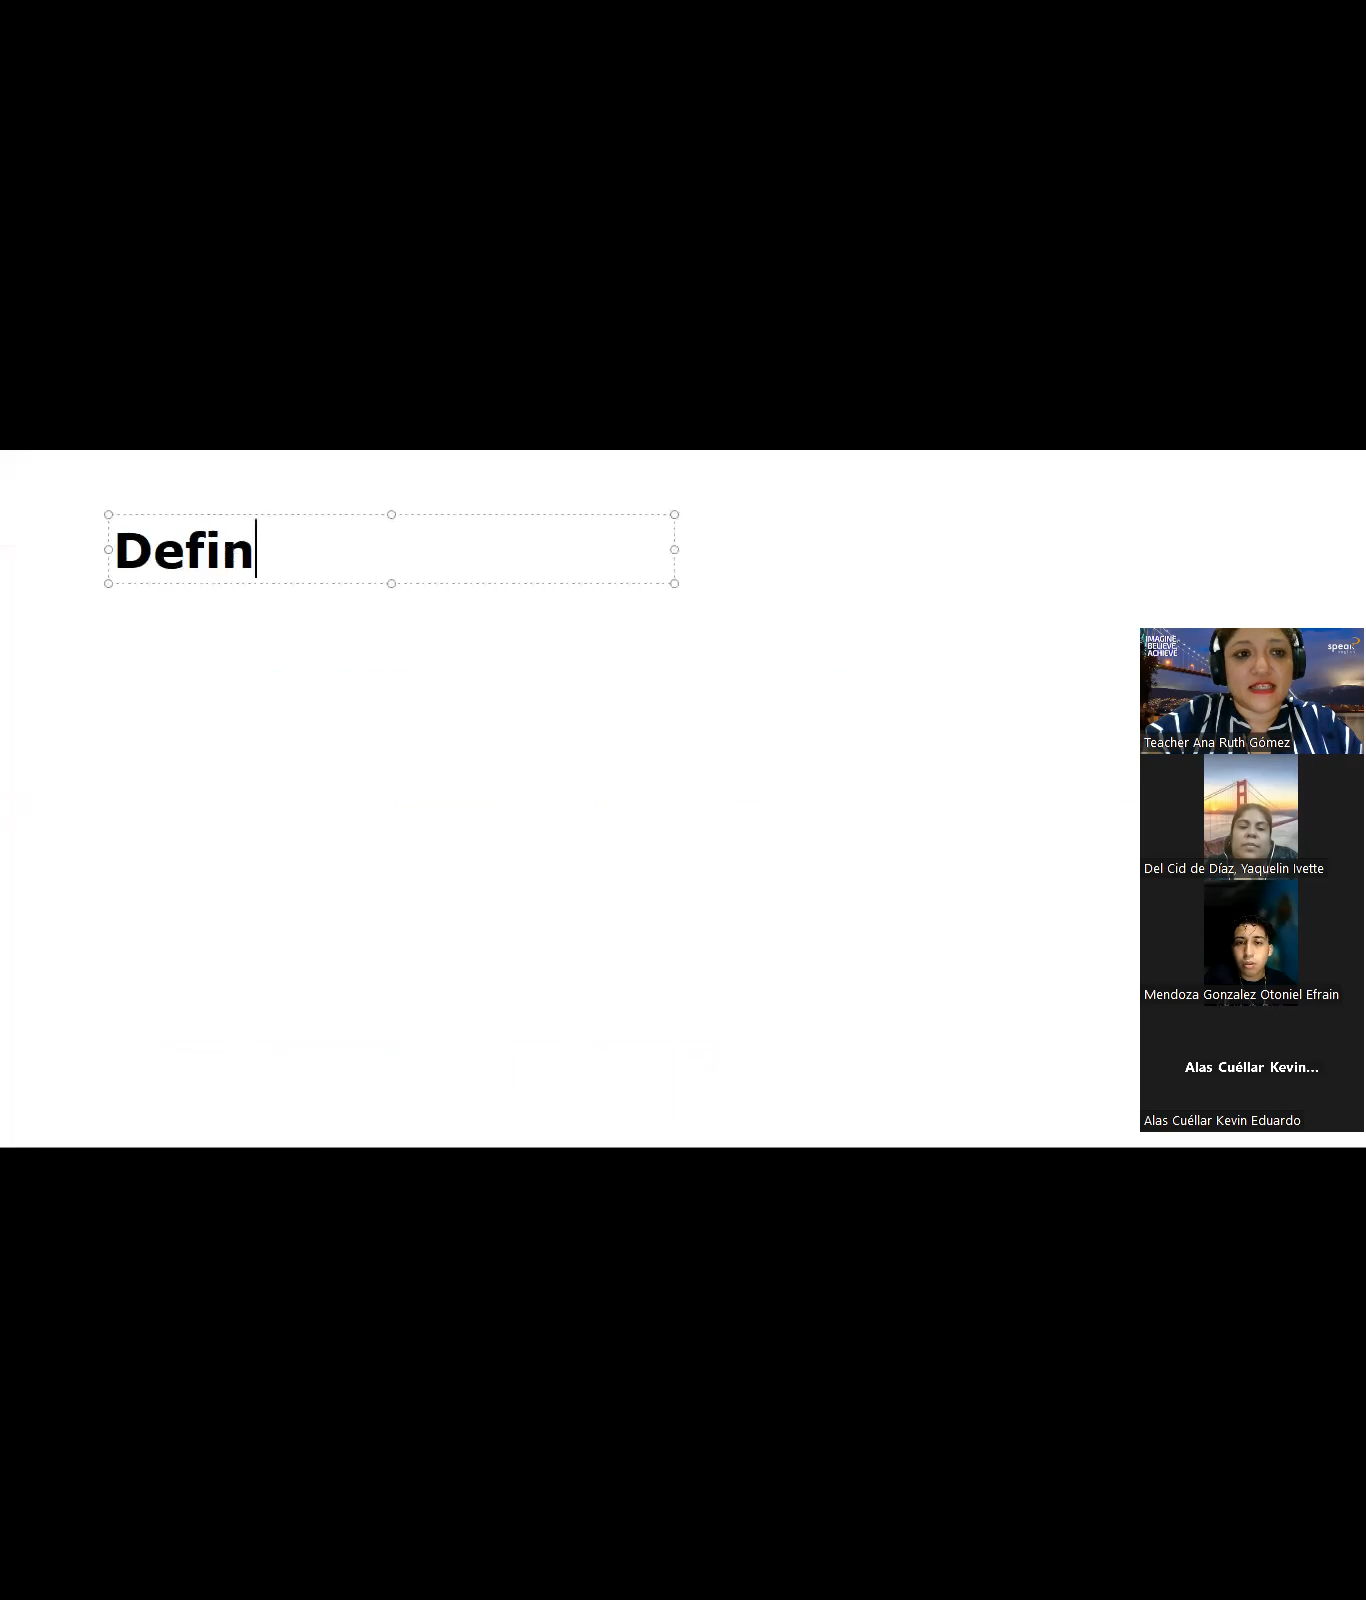 Defin
IMAGINE,
BELIEVE,
ACHIEVE
speak
Teacher Ana Ruth Gómez
Del Cid de Díaz, Yaquelin Ivette
Mendoza Gonzalez Otoniel Efrain
Alas Cuéllar Kevin...
Alas Cuéllar Kevin Eduardo